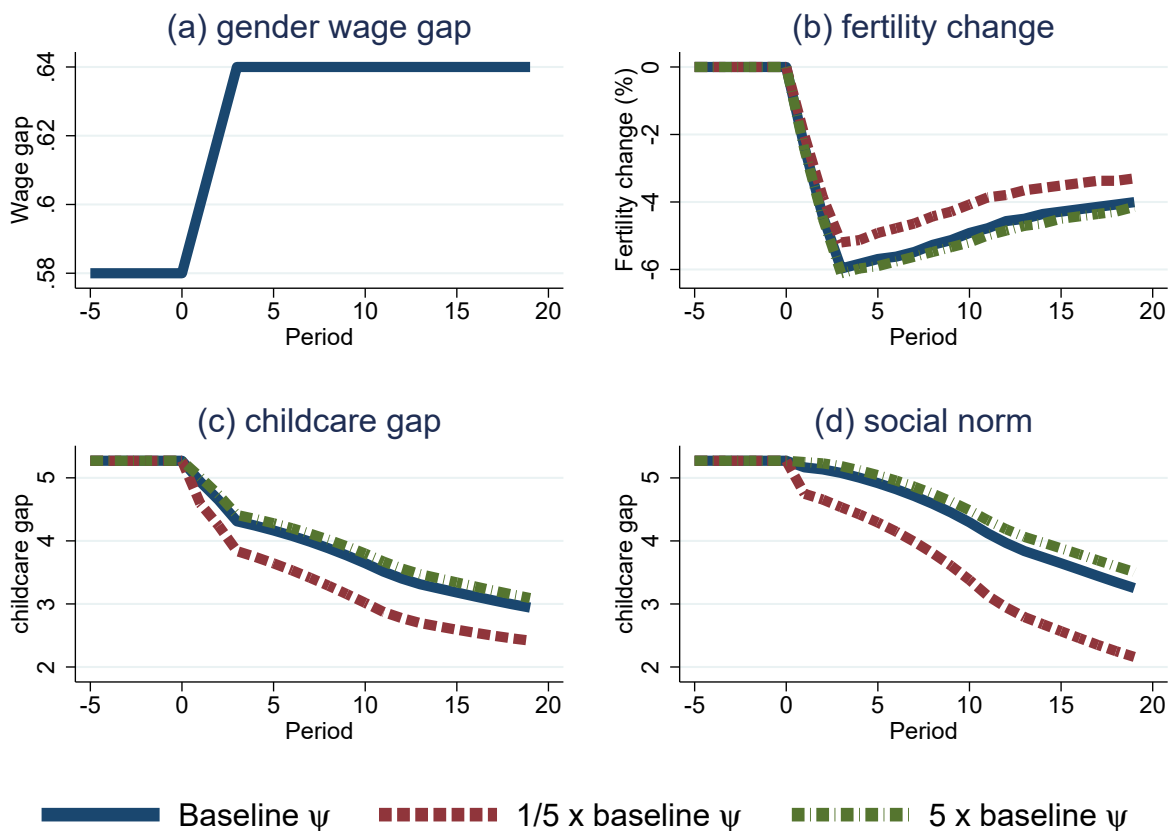 (a) gender wage gap
Wage gap
.64
.62
.6
.58
-5 0 5 10 15 20
Period
(b) fertility change
Fertility change (%)
0
-2
-4
-6
-5 0 5 10 15 20
Period
(c) childcare gap
childcare gap
5
4
3
2
-5 0 5 10 15 20
Period
(d) social norm
childcare gap
5
4
3
2
-5 0 5 10 15 20
Period
Baseline ψ 1/5 x baseline ψ 5 x baseline ψ